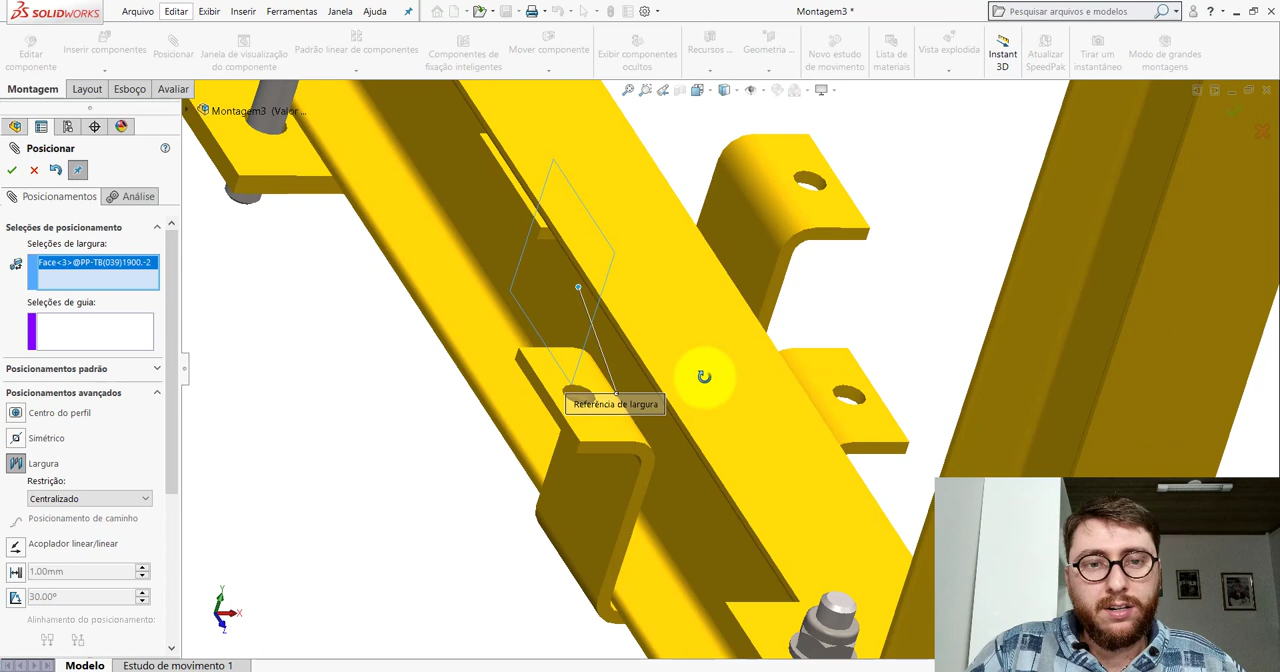 SOLIDWORKS
Arquivo Editar Exibir Inserir Ferramentas Janela Ajuda
Montagem3 *
Pesquisar arquivos e modelos
Editar componente
Inserir componentes
Posicionar
Janela de visualização do componente
Padrão linear de componentes
Componentes de fixação inteligentes
Mover componente
Exibir componentes ocultos
Recursos ...
Geometria ...
Novo estudo de movimento
Lista de materiais
Vista explodida
Instant 3D
Atualizar SpeedPak
Tirar um instantâneo
Modo de grandes montagens
Montagem Layout Esboço Avaliar
Montagem3 (Valor ...
Posicionar
Posicionamentos Análise
Seleções de posicionamento
Seleções de largura:
Face<3>@PP-TB(039)1900.-2
Seleções de guia:
Posicionamentos padrão
Posicionamentos avançados
Centro do perfil
Simétrico
Largura
Restrição:
Centralizado
Posicionamento de caminho
Acoplador linear/linear
1.00mm
30.00°
Alinhamento do posicionamento:
Referência de largura
Y
X
Z
Modelo Estudo de movimento 1